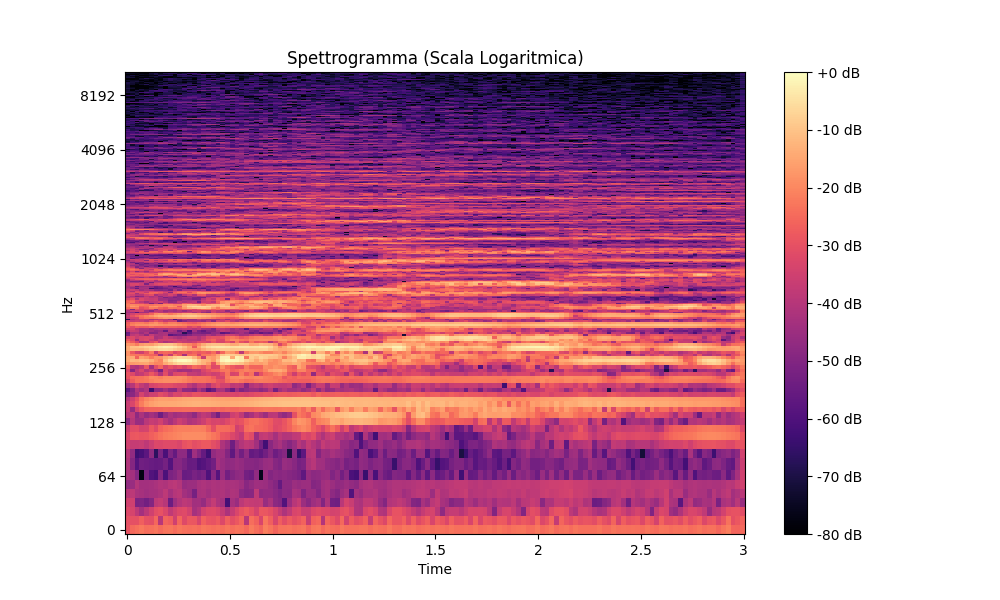 Spettrogramma (Scala Logaritmica)
Hz
8192
4096
2048
1024
512
256
128
64
0
0
0.5
1
1.5
2
2.5
3
Time
+0 dB
-10 dB
-20 dB
-30 dB
-40 dB
-50 dB
-60 dB
-70 dB
-80 dB